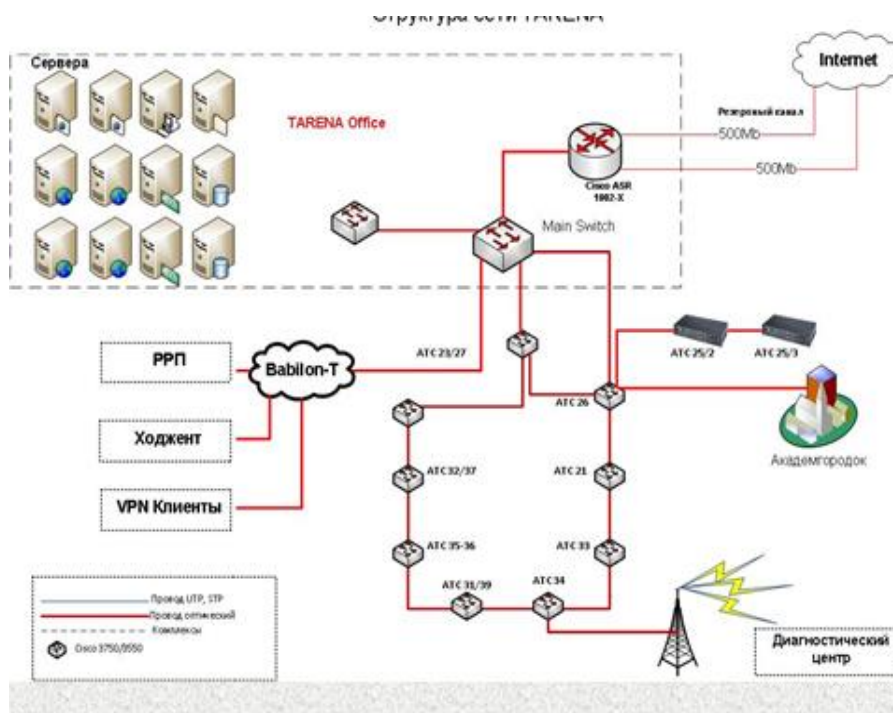 Структура сети TARENA
Сервера
Internet
TARENA Office
Резервный канал
500Mb
500Mb
Cisco ASR
1002-X
Main Switch
РРП
Babilon-T
АТС 23/27
АТС 25/2
АТС 25/3
АТС 26
Ходжент
Академгородок
АТС 32/37
АТС 21
VPN Клиенты
АТС 35-36
АТС 33
АТС 31/39
АТС 34
Провод UTP, STP
Провод оптический
Комплексы
Cisco 3750/3550
Диагностический
центр